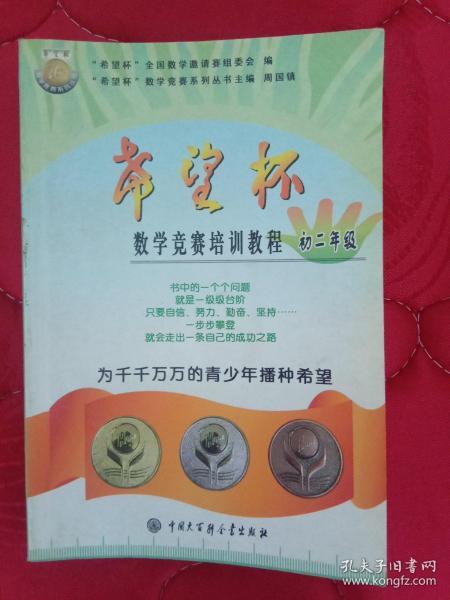 希望杯
“希望杯”全国数学邀请赛组委会 编
“希望杯”数学竞赛系列丛书主编 周国镇
希望杯
数学竞赛培训教程 初二年级
书中的一个个问题
就是一级级台阶
只要自信、努力、勤奋、坚持……
一步步攀登
就会走出一条自己的成功之路
为千千万万的青少年播种希望
中国大百科全书出版社
孔夫子旧书网
www.kongfz.com